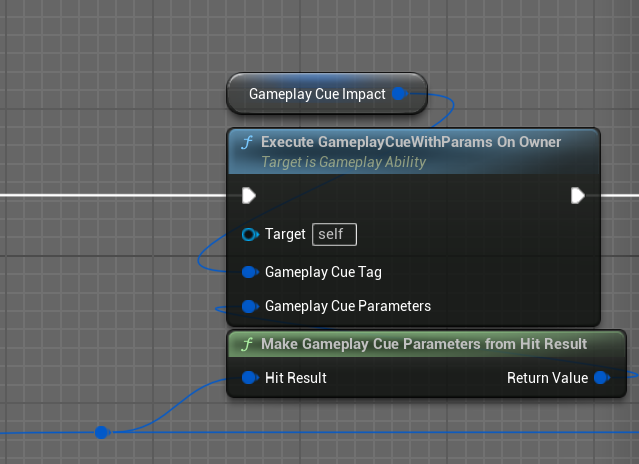 Gameplay Cue Impact
f Execute GameplayCueWithParams On Owner
Target is Gameplay Ability
Target self
Gameplay Cue Tag
Gameplay Cue Parameters
f Make Gameplay Cue Parameters from Hit Result
Hit Result Return Value